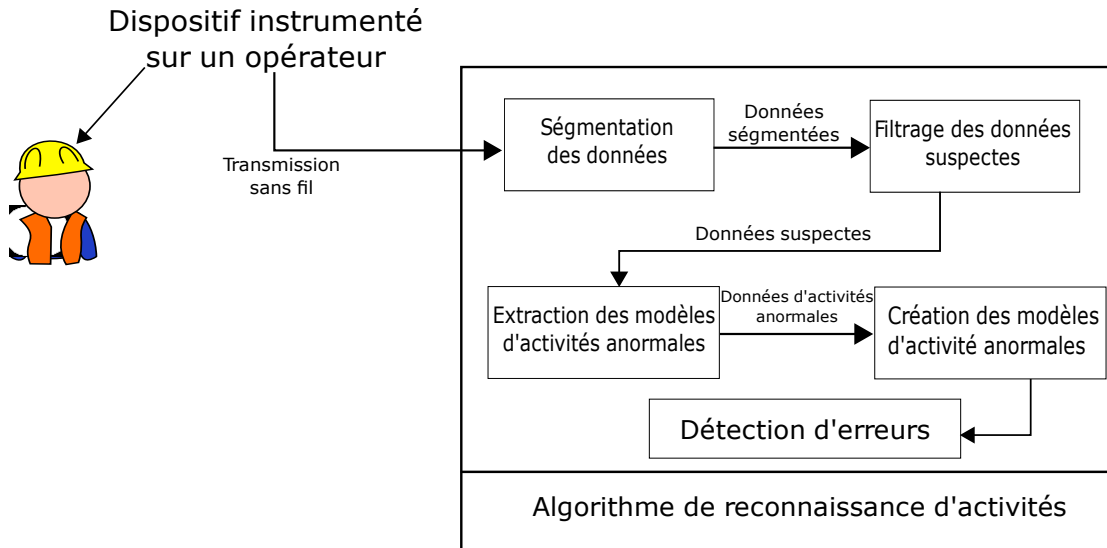 Dispositif instrumenté
sur un opérateur
Transmission
sans fil
Ségmentation
des données
Données
ségmentées
Filtrage des données
suspectes
Données suspectes
Extraction des modèles
d'activités anormales
Données d'activités
anormales
Création des modèles
d'activité anormales
Détection d'erreurs
Algorithme de reconnaissance d'activités